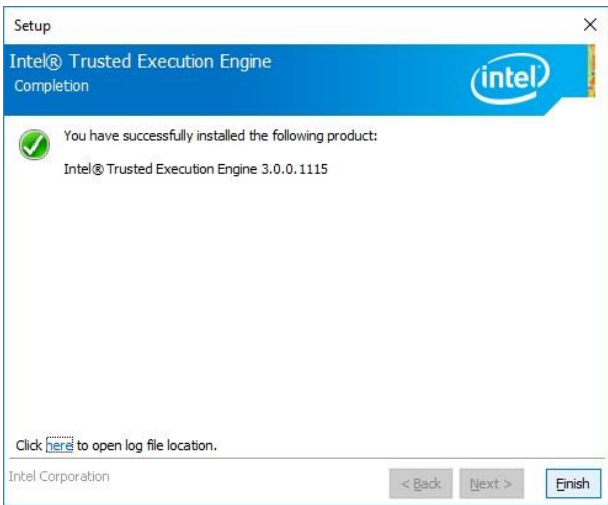 Setup
Intel® Trusted Execution Engine
Completion
intel
You have successfully installed the following product:
Intel® Trusted Execution Engine 3.0.0.1115
Click here to open log file location.
Intel Corporation
< Back Next > Finish